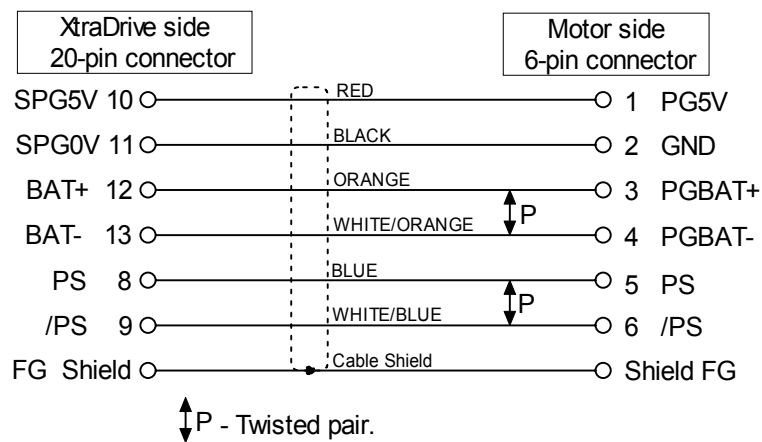 XtraDrive side
20-pin connector
Motor side
6-pin connector
SPG5V 10 RED 1 PG5V
SPG0V 11 BLACK 2 GND
BAT+ 12 ORANGE 3 PGBAT+
P
BAT- 13 WHITE/ORANGE 4 PGBAT-
PS 8 BLUE 5 PS
P
/PS 9 WHITE/BLUE 6 /PS
FG Shield Cable Shield Shield FG
P - Twisted pair.